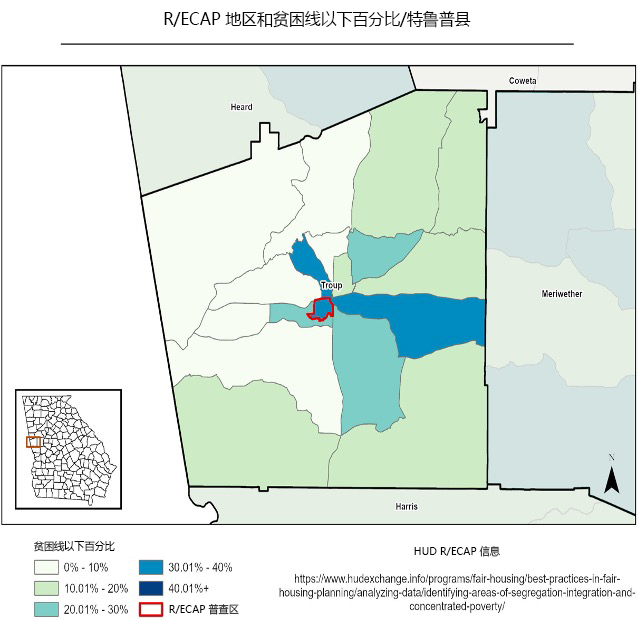 R/ECAP 地区和贫困线以下百分比/特鲁普县
Coweta
Heard
Troup
Meriwether
Harris
N
贫困线以下百分比
0% - 10%
10.01% - 20%
20.01% - 30%
30.01% - 40%
40.01%+
R/ECAP 普查区
HUD R/ECAP 信息
https://www.hudexchange.info/programs/fair-housing/best-practices-in-fair-
housing-planning/analyzing-data/identifying-areas-of-segregation-integration-and-
concentrated-poverty/